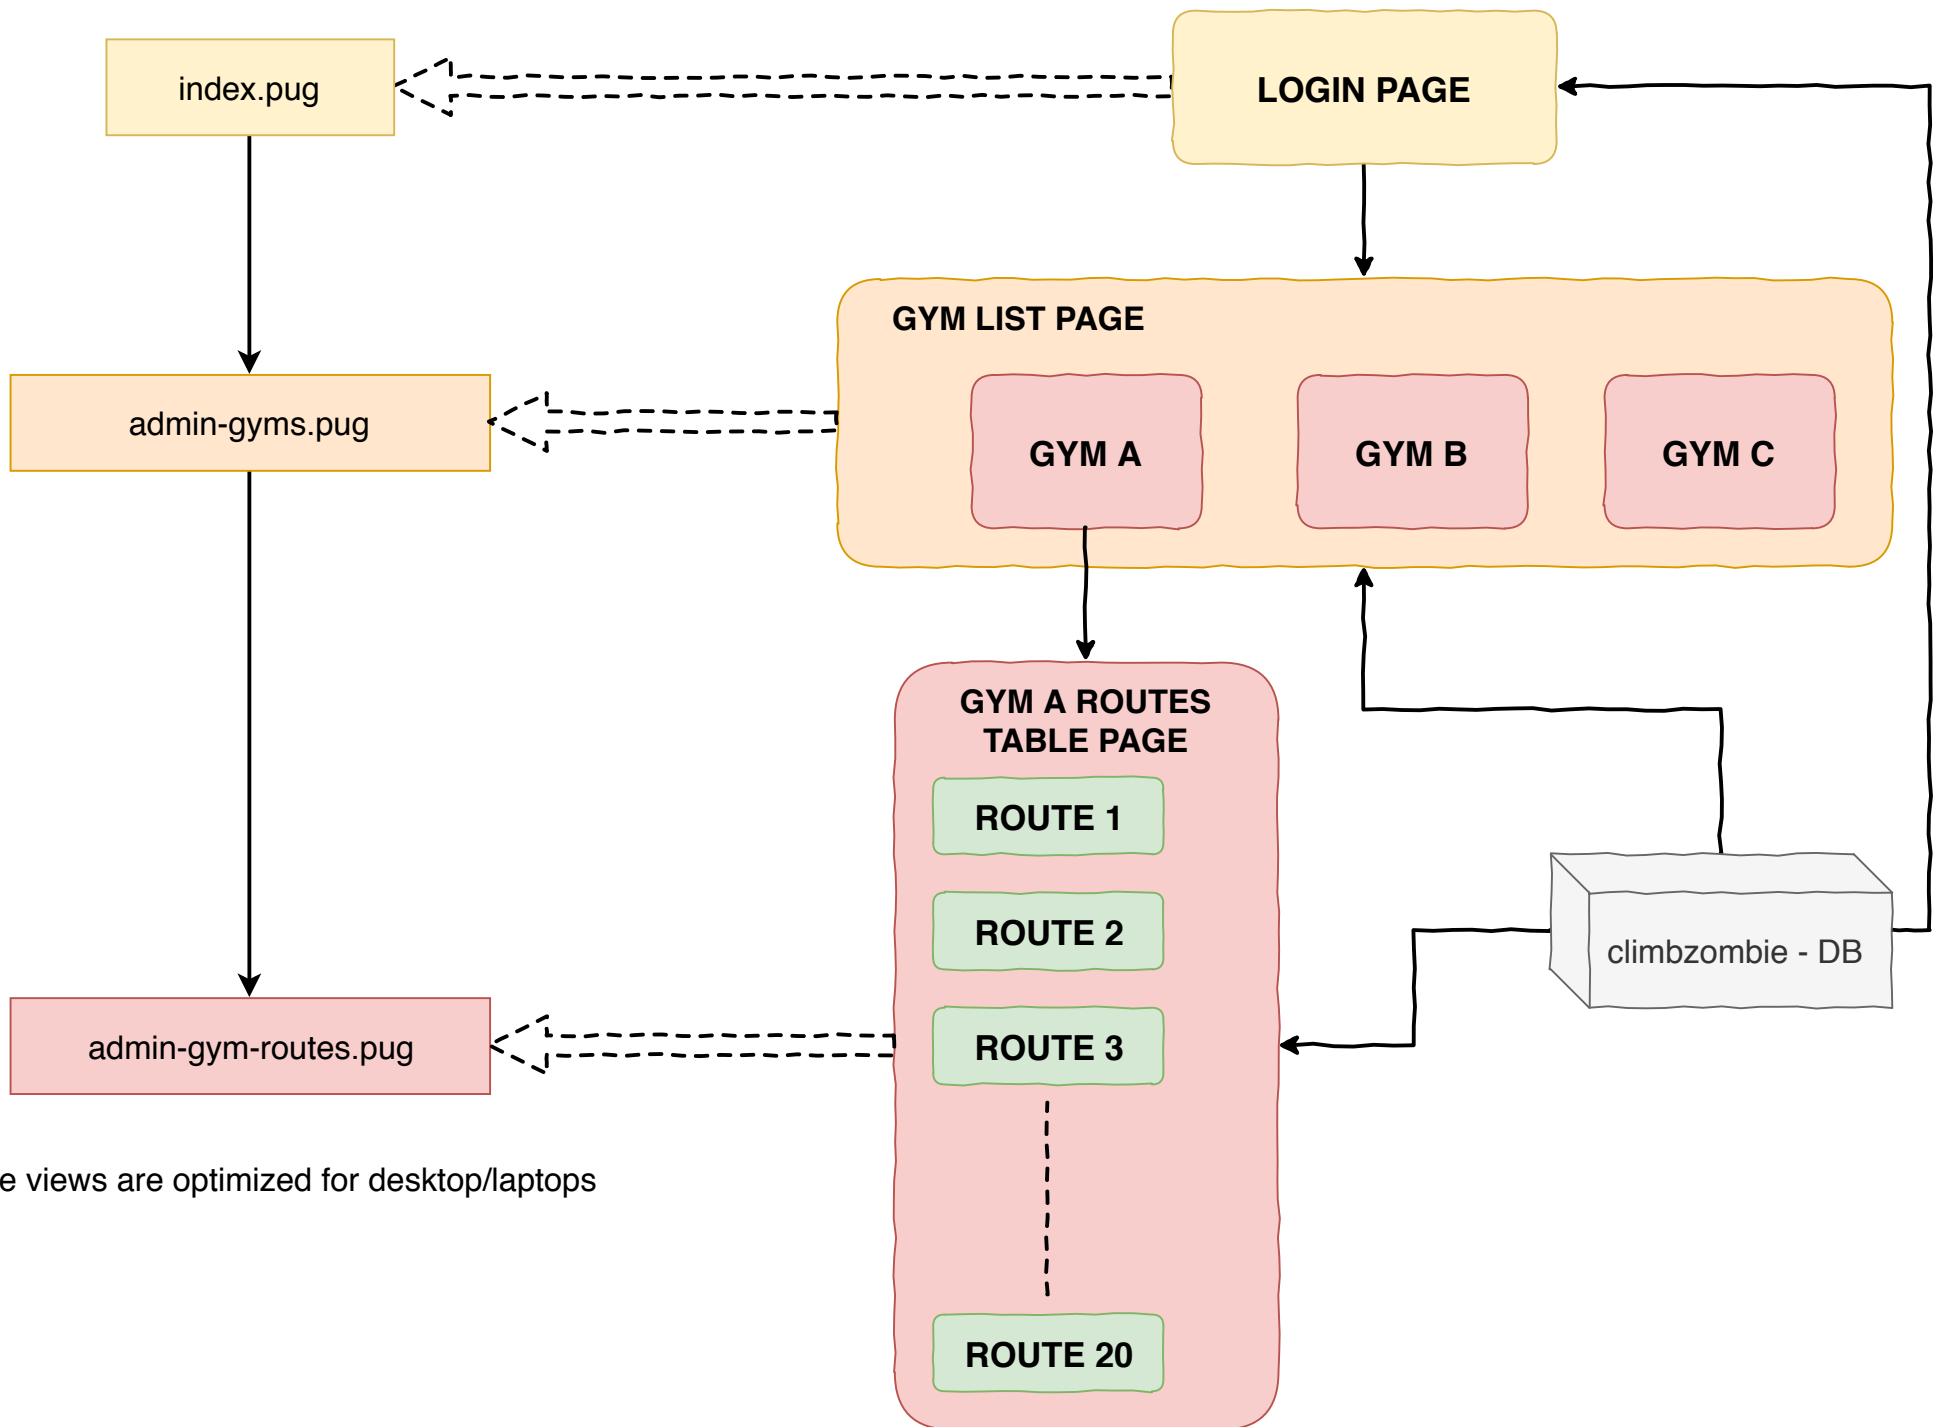 index.pug
LOGIN PAGE
GYM LIST PAGE
admin-gyms.pug
GYM A
GYM B
GYM C
GYM A ROUTES
TABLE PAGE
ROUTE 1
ROUTE 2
climbzombie - DB
admin-gym-routes.pug
ROUTE 3
views are optimized for desktop/laptops
ROUTE 20